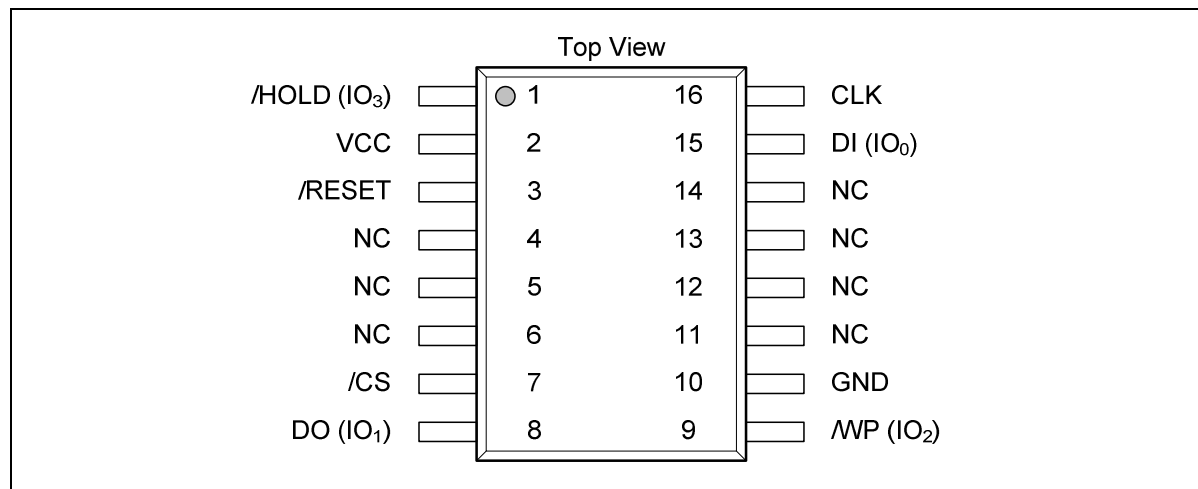 Top View
/HOLD (IO₃) 1 16 CLK
VCC 2 15 DI (IO₀)
/RESET 3 14 NC
NC 4 13 NC
NC 5 12 NC
NC 6 11 NC
/CS 7 10 GND
DO (IO₁) 8 9 /WP (IO₂)